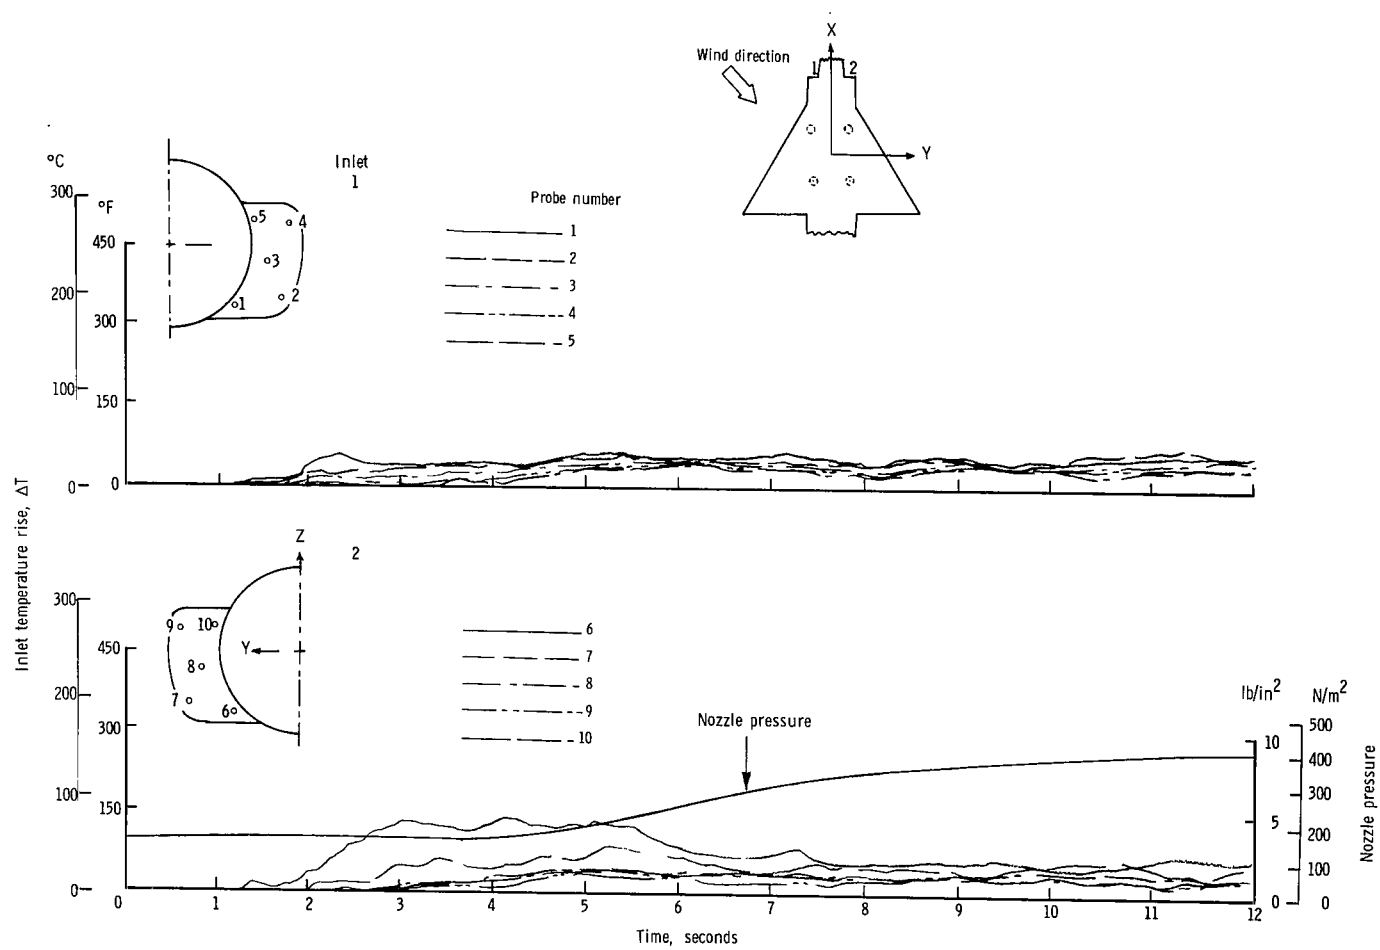 X
Wind direction
1 2
Y
°C
Inlet
1
300
°F
Probe number
5
4
450
3
1
2
1
2
3
4
5
200
300
100
150
0
0
Inlet temperature rise, ΔT
Z
2
300
9
10
450
Y
8
7
6
6
7
8
9
10
200
300
Nozzle pressure
lb/in2
N/m2
10
500
400
100
150
300
5
200
100
0
0
0
Nozzle pressure
0 1 2 3 4 5 6 7 8 9 10 11 12
Time, seconds